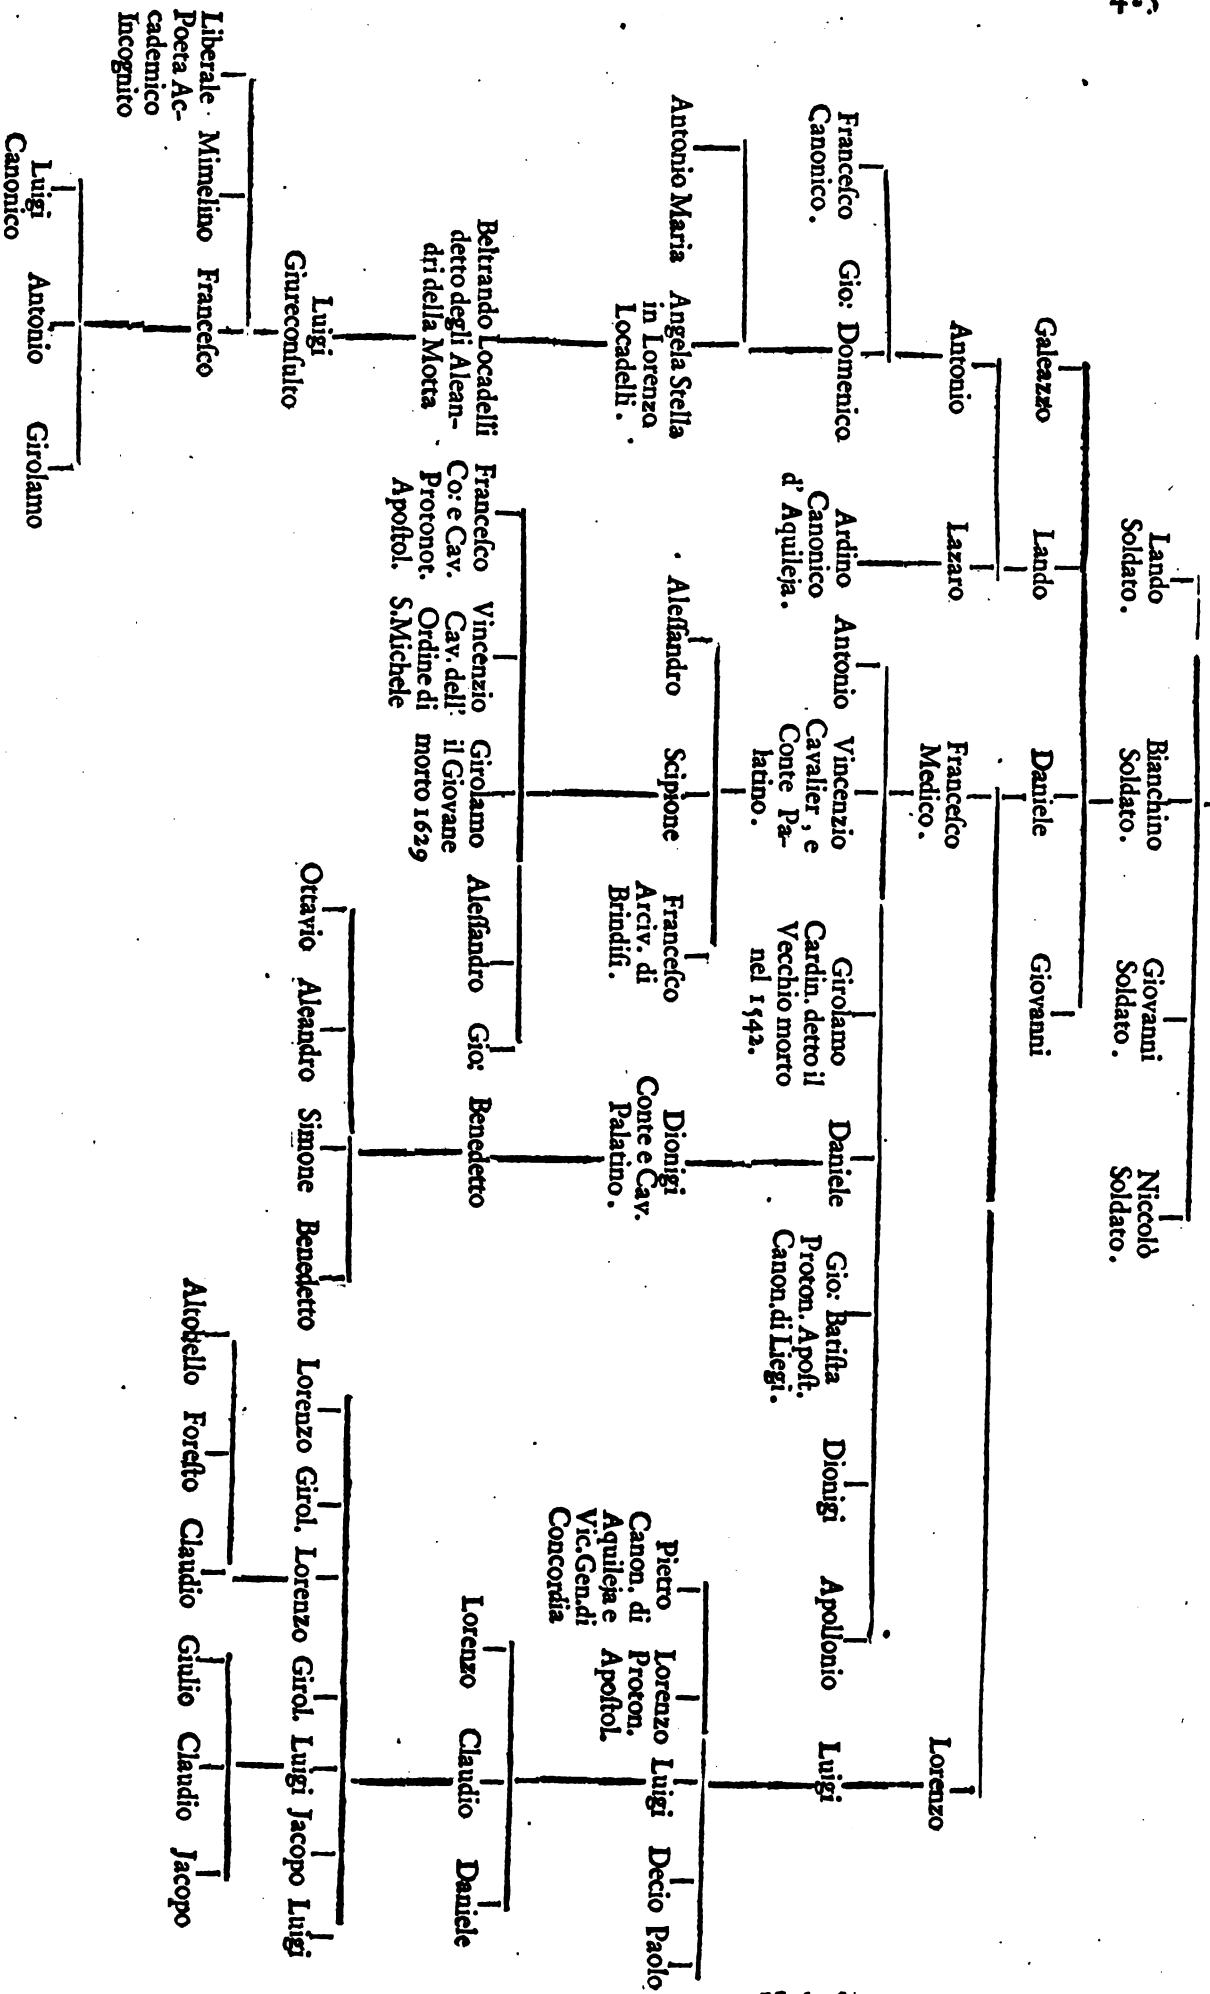 Lando
Soldato.
Bianchino
Soldato.
Giovanni
Soldato.
Niccolò
Soldato.
Galeazzo
Lando
Daniele
Giovanni
Antonio
Lazaro
Franceſco
Medico.
Lorenzo
Franceſco
Canonico.
Gio: Domenico
Ardino
Canonico
d' Aquileja.
Antonio
Vincenzio
Cavalier, e
Conte Pa-
latino.
Girolamo
Cardin. detto il
Vecchio morto
nel 1542.
Daniele
Gio: Batiſta
Proton. Apoſt.
Canon. di Liegi.
Dionigi
Apollonio
Luigi
Antonio Maria
Angela Stella
in Lorenzo
Locadelli.
Aleſſandro
Scipione
Franceſco
Arciv. di
Brindiſi.
Dionigi
Conte e Cav.
Palatino.
Pietro
Canon. di
Aquileja e
Vic. Gen. di
Concordia
Lorenzo
Proton.
Apoſtol.
Luigi
Decio
Paolo
Beltrando Locadelli
detto degli Alean-
dri della Motta
Franceſco
Co: e Cav.
Protonot.
Apoſtol.
Vincenzio
Cav. dell'
Ordine di
S. Michele
Girolamo
il Giovane
morto 1629
Aleſſandro
Gio:
Benedetto
Lorenzo
Claudio
Daniele
Luigi
Giureconſulto
Ottavio
Aleandro
Simone
Benedetto
Lorenzo
Girol.
Lorenzo
Girol.
Luigi
Jacopo
Luigi
Liberale
Poeta Ac-
cademico
Incognito
Mimelino
Franceſco
Altobello
Foreſto
Claudio
Giulio
Claudio
Jacopo
Luigi
Canonico
Antonio
Girolamo